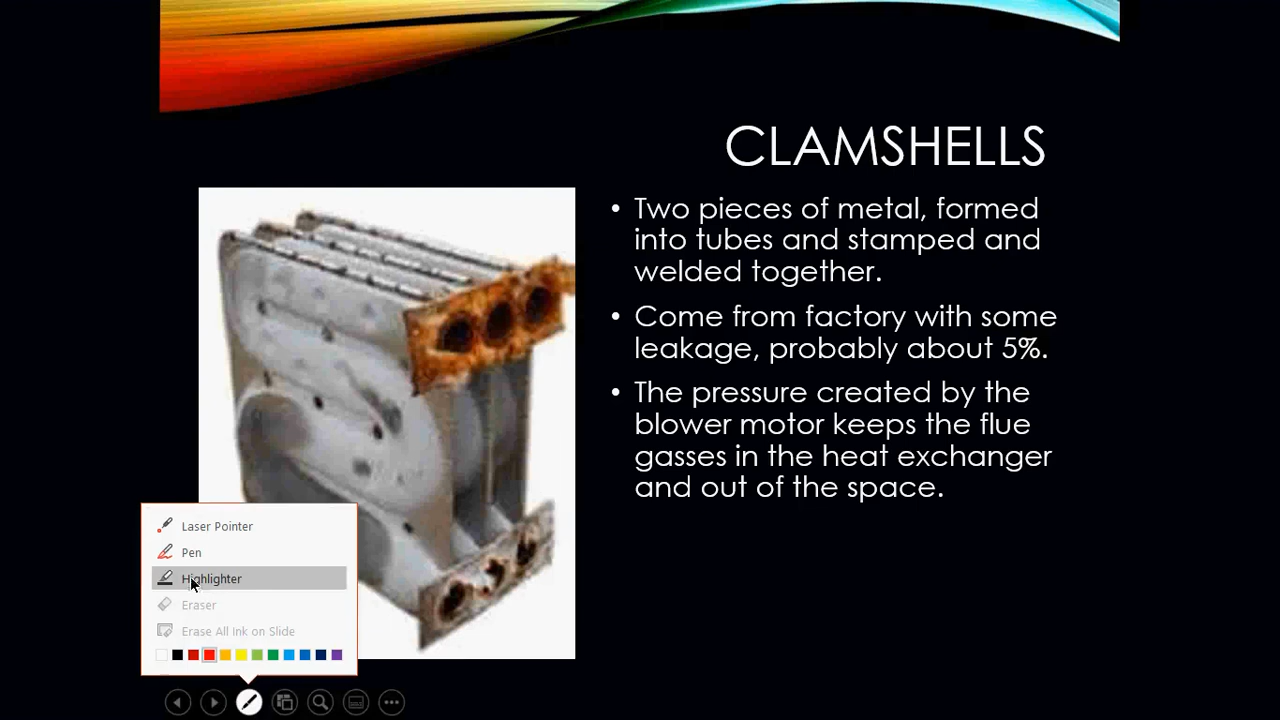 CLAMSHELLS
• Two pieces of metal, formed
into tubes and stamped and
welded together.
• Come from factory with some
leakage, probably about 5%.
• The pressure created by the
blower motor keeps the flue
gasses in the heat exchanger
and out of the space.
Laser Pointer
Pen
Highlighter
Eraser
Erase All Ink on Slide